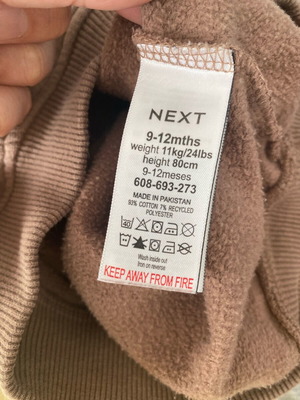 NEXT
9-12mths
weight 11kg/24lbs
height 80cm
9-12meses
608-693-273
MADE IN PAKISTAN
93% COTTON 7% RECYCLED
POLYESTER
40
Wash inside out
Iron on reverse
KEEP AWAY FROM FIRE